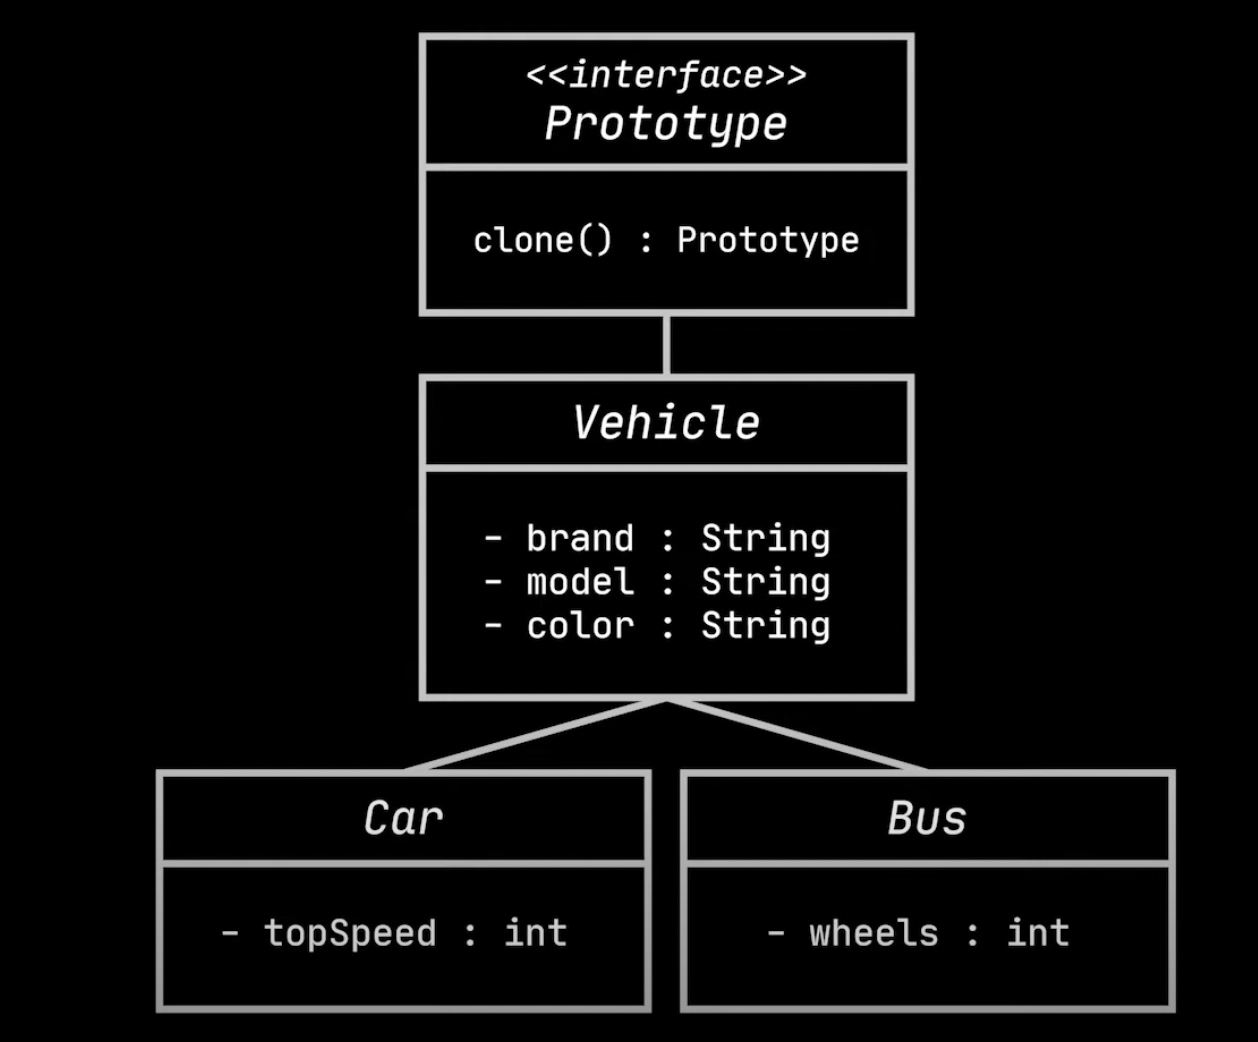 <<interface>>
Prototype
clone() : Prototype
Vehicle
- brand : String
- model : String
- color : String
Car
- topSpeed : int
Bus
- wheels : int